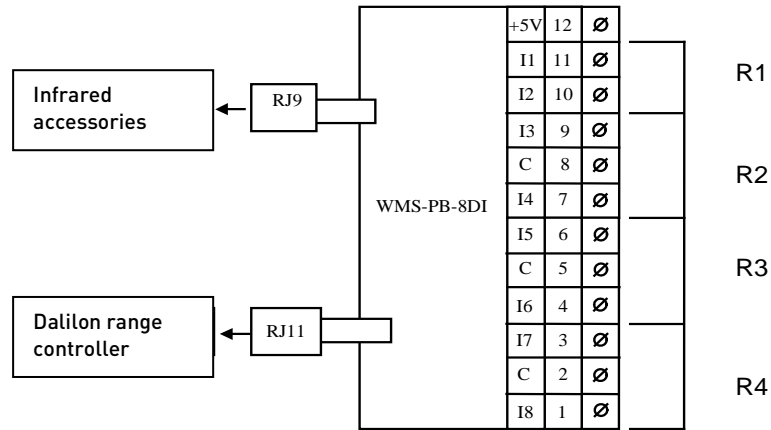 Infrared
accessories
RJ9
Dalilon range
controller
RJ11
WMS-PB-8DI
+5V 12 Ø
I1 11 Ø
I2 10 Ø
I3 9 Ø
C 8 Ø
I4 7 Ø
I5 6 Ø
C 5 Ø
I6 4 Ø
I7 3 Ø
C 2 Ø
I8 1 Ø
R1
R2
R3
R4